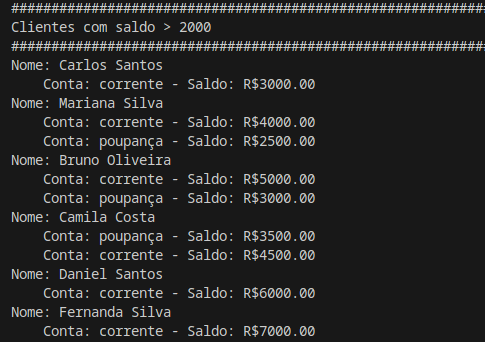 ############################################################
Clientes com saldo > 2000
############################################################
Nome: Carlos Santos
    Conta: corrente - Saldo: R$3000.00
Nome: Mariana Silva
    Conta: corrente - Saldo: R$4000.00
    Conta: poupança - Saldo: R$2500.00
Nome: Bruno Oliveira
    Conta: corrente - Saldo: R$5000.00
    Conta: poupança - Saldo: R$3000.00
Nome: Camila Costa
    Conta: poupança - Saldo: R$3500.00
    Conta: corrente - Saldo: R$4500.00
Nome: Daniel Santos
    Conta: corrente - Saldo: R$6000.00
Nome: Fernanda Silva
    Conta: corrente - Saldo: R$7000.00